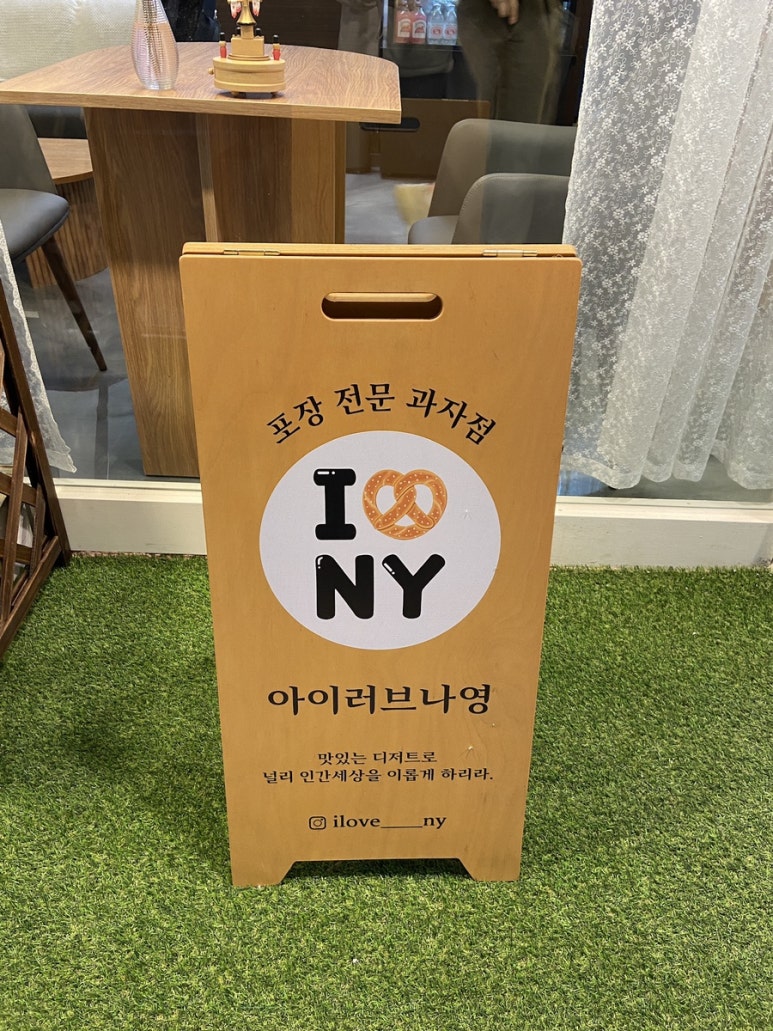 포장 전문 과자점
I
NY
아이러브나영
맛있는 디저트로
널리 인간세상을 이롭게 하리라.
ilove____ny